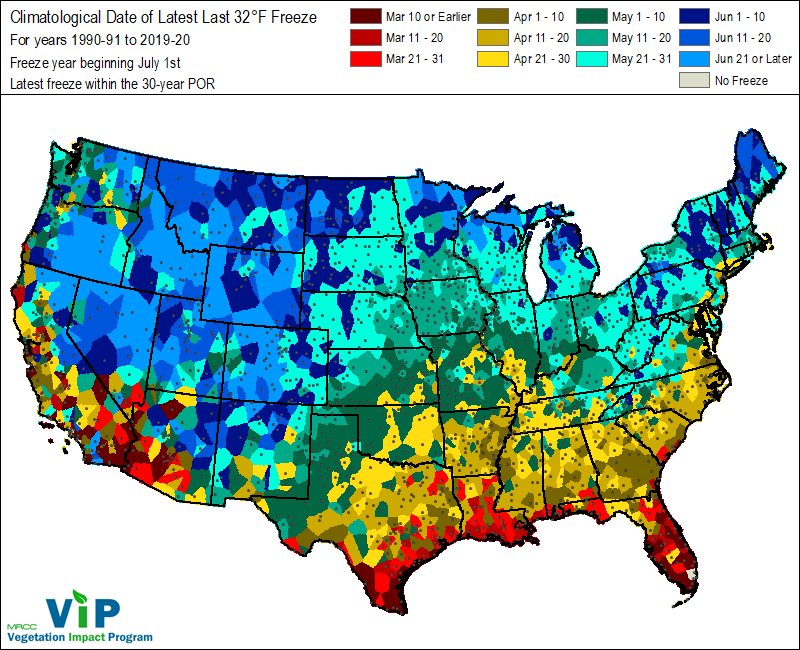 Climatological Date of Latest Last 32°F Freeze
For years 1990-91 to 2019-20
Freeze year beginning July 1st
Latest freeze within the 30-year POR
Mar 10 or Earlier
Mar 11 - 20
Mar 21 - 31
Apr 1 - 10
Apr 11 - 20
Apr 21 - 30
May 1 - 10
May 11 - 20
May 21 - 31
Jun 1 - 10
Jun 11 - 20
Jun 21 or Later
No Freeze
MRCC ViP
Vegetation Impact Program